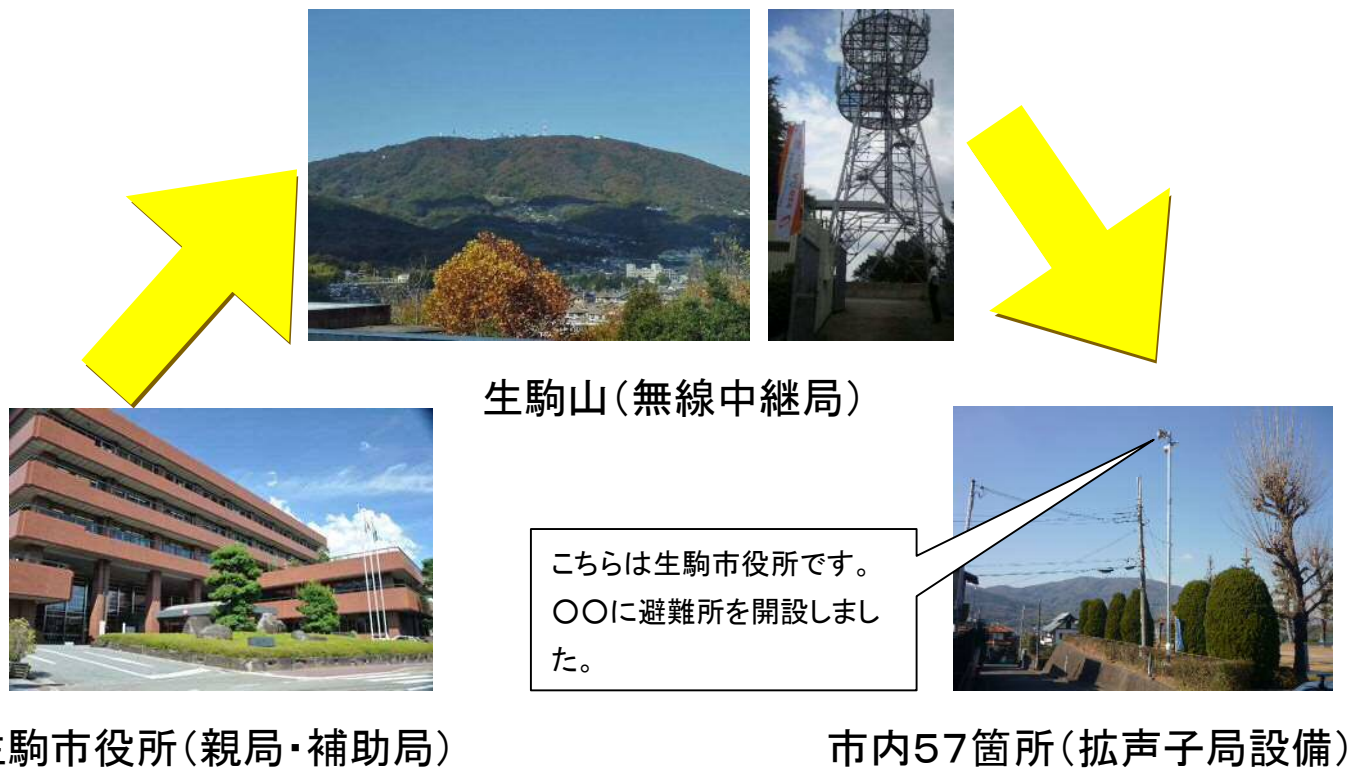 生駒山（無線中継局）
こちらは生駒市役所です。
〇〇に避難所を開設しまし
た。
生駒市役所（親局・補助局）
市内５７箇所（拡声子局設備）